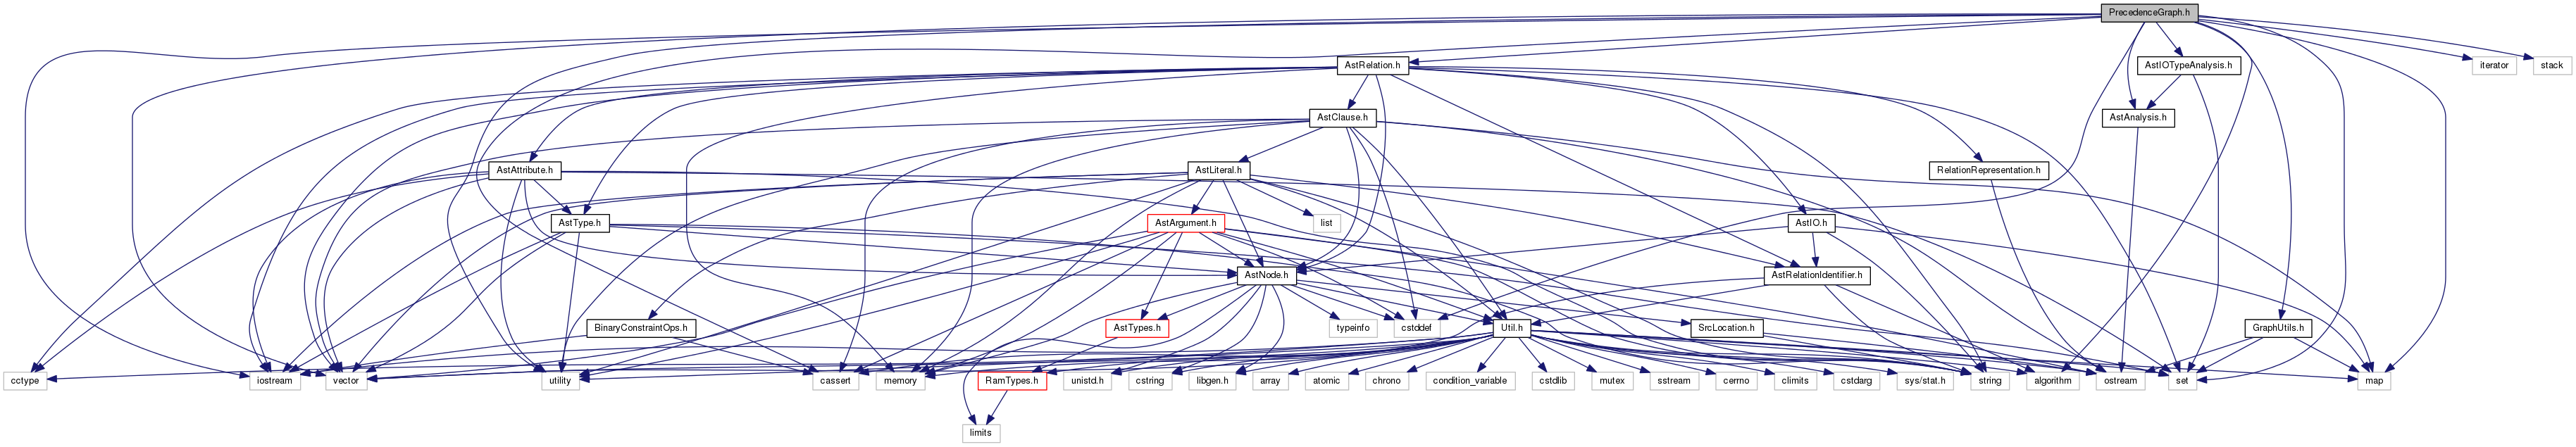 PrecedenceGraph.h
AstRelation.h
AstIOTypeAnalysis.h
iterator
stack
AstClause.h
AstAnalysis.h
AstAttribute.h
AstLiteral.h
RelationRepresentation.h
AstType.h
AstArgument.h
list
AstIO.h
AstNode.h
AstRelationIdentifier.h
BinaryConstraintOps.h
AstTypes.h
typeinfo
cstddef
Util.h
SrcLocation.h
GraphUtils.h
cctype
iostream
vector
utility
cassert
memory
RamTypes.h
unistd.h
cstring
libgen.h
array
atomic
chrono
condition_variable
cstdlib
mutex
sstream
cerrno
climits
cstdarg
sys/stat.h
string
algorithm
ostream
set
map
limits